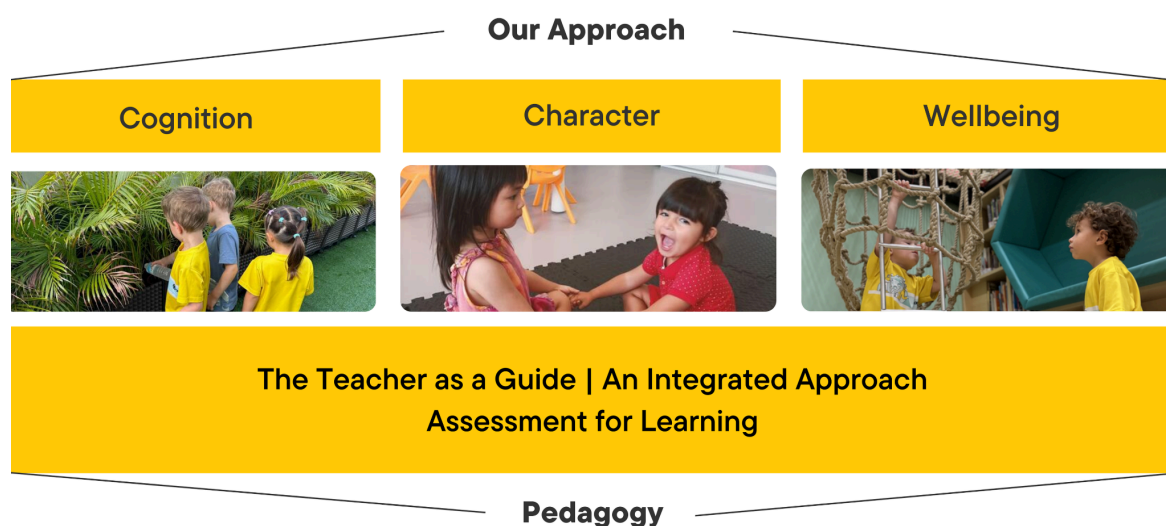 Our Approach
Cognition
Character
Wellbeing
The Teacher as a Guide | An Integrated Approach
Assessment for Learning
Pedagogy